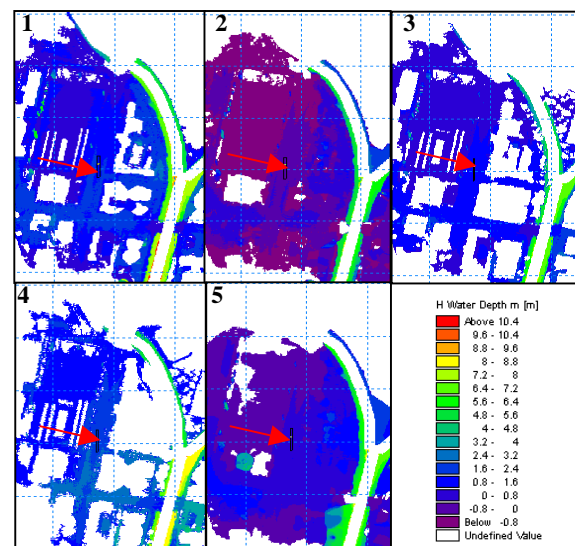 1
2
3
4
5
H Water Depth m [m]
Above 10.4
9.6 - 10.4
8.8 - 9.6
8 - 8.8
7.2 - 8
6.4 - 7.2
5.6 - 6.4
4.8 - 5.6
4 - 4.8
3.2 - 4
2.4 - 3.2
1.6 - 2.4
0.8 - 1.6
0 - 0.8
-0.8 - 0
Below -0.8
Undefined Value